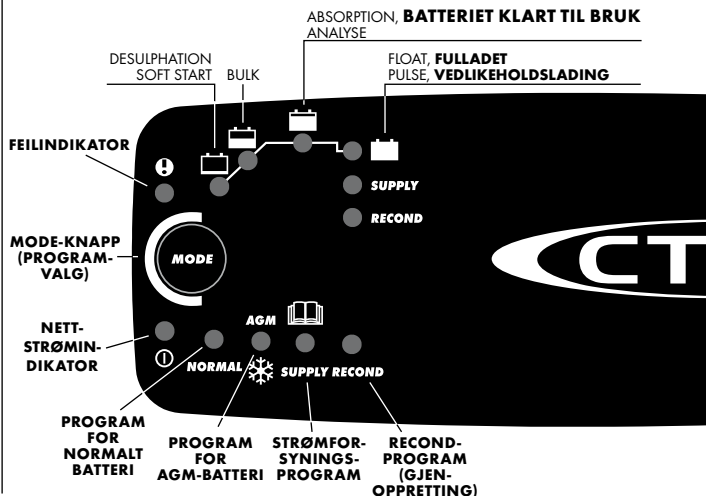 ABSORPTION, BATTERIET KLART TIL BRUK
ANALYSE
DESULPHATION
SOFT START
BULK
FLOAT, FULLADET
PULSE, VEDLIKEHOLDSLADING
FEILINDIKATOR
SUPPLY
RECOND
MODE-KNAPP
(PROGRAM-
VALG)
MODE
CT
NETT-
STRØMIN-
DIKATOR
AGM
NORMAL
SUPPLY RECOND
PROGRAM
FOR
NORMALT
BATTERI
PROGRAM
FOR
AGM-BATTERI
STRØMFOR-
SYNINGS-
PROGRAM
RECOND-
PROGRAM
(GJEN-
OPPRETTING)